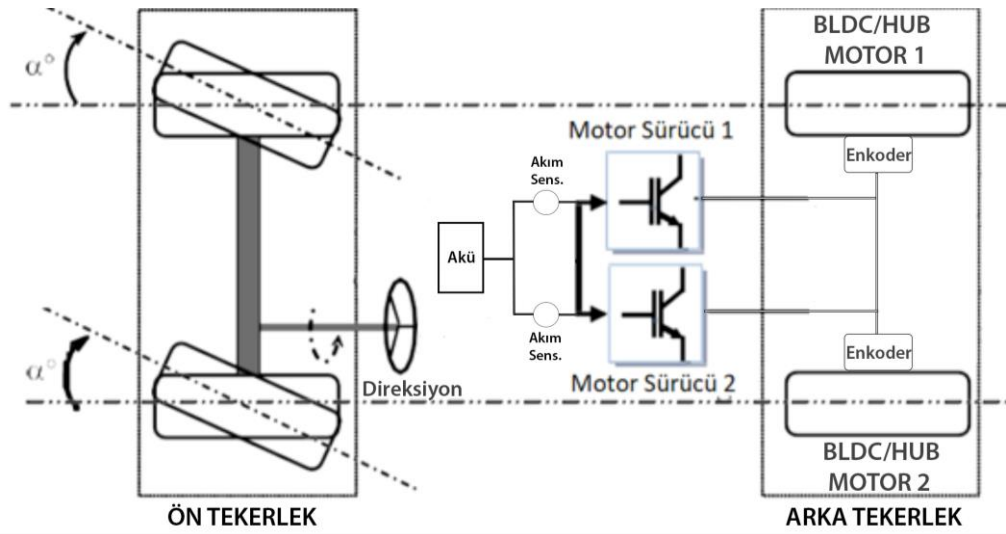 BLDC/HUB
MOTOR 1
α°
Motor Sürücü 1
Enkoder
Akım
Sens.
Akü
Akım
Sens.
Enkoder
α°
Direksiyon
Motor Sürücü 2
BLDC/HUB
MOTOR 2
ÖN TEKERLEK
ARKA TEKERLEK